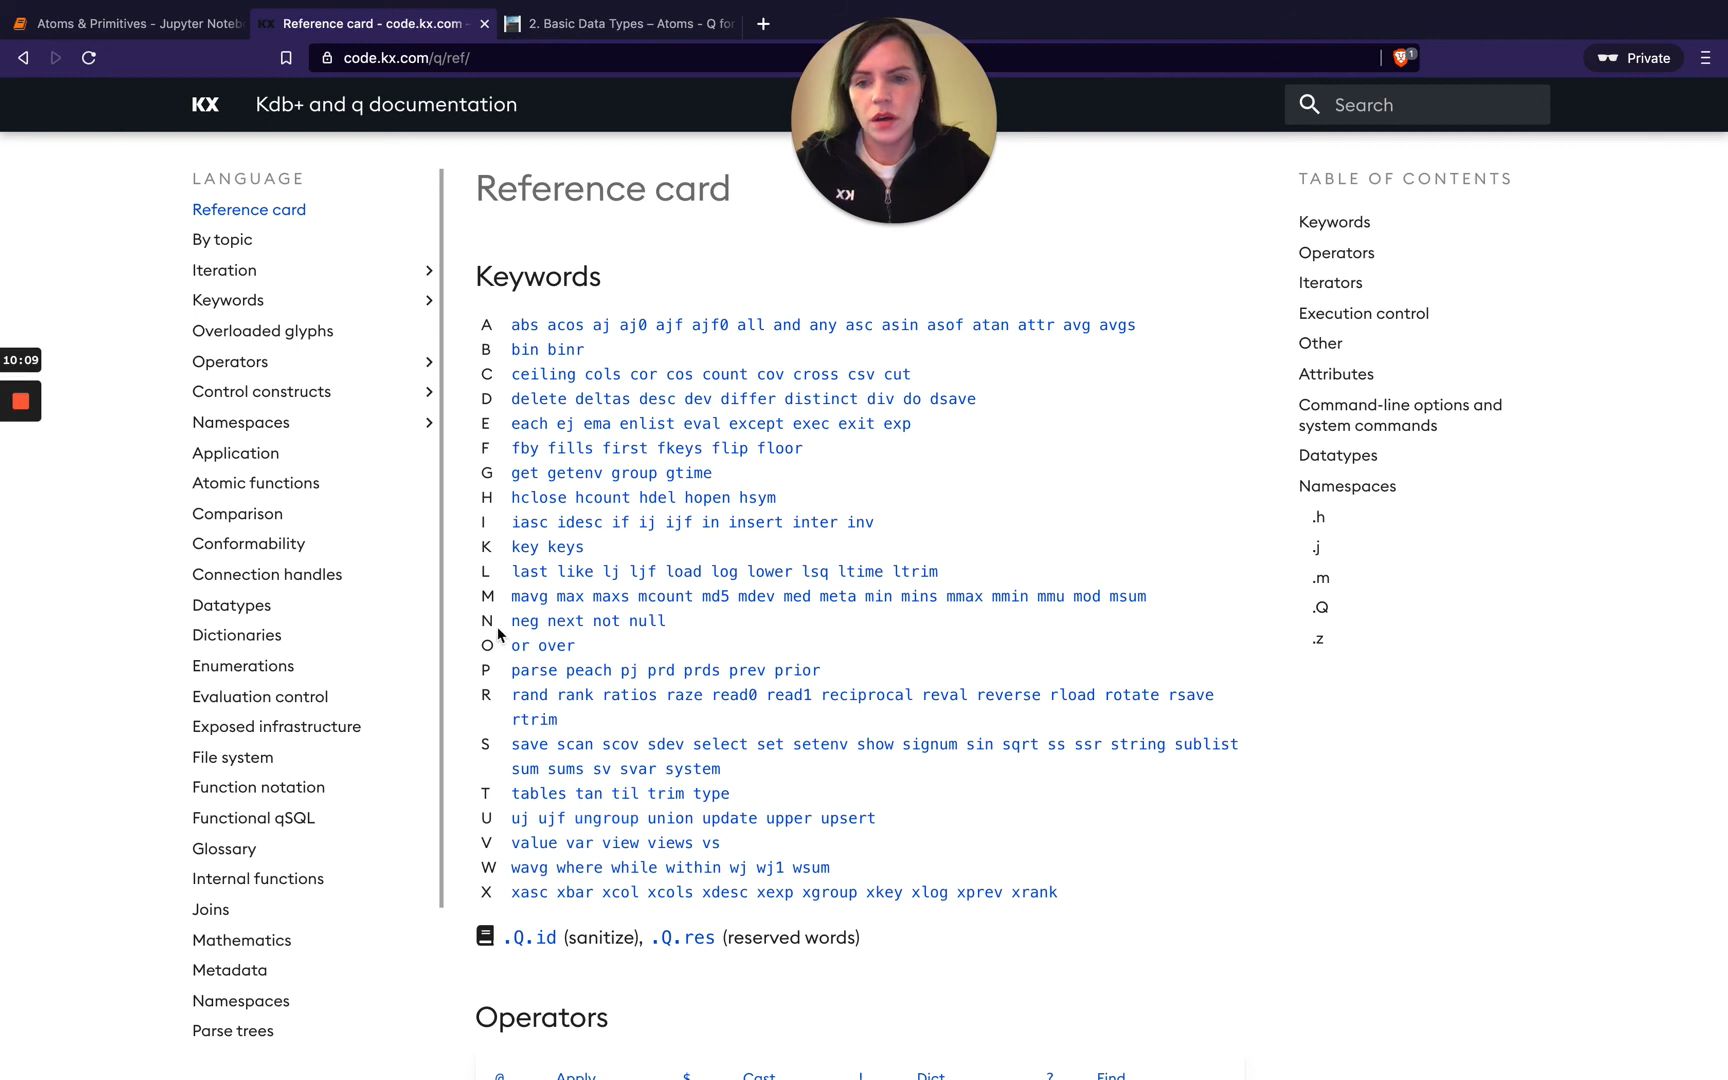 Atoms & Primitives - Jupyter Noteb
Reference card - code.kx.com -
2. Basic Data Types – Atoms - Q for
code.kx.com/q/ref/
1
Private
KX
Kdb+ and q documentation
Search
KX
10:09
LANGUAGE
Reference card
By topic
Iteration
Keywords
Overloaded glyphs
Operators
Control constructs
Namespaces
Application
Atomic functions
Comparison
Conformability
Connection handles
Datatypes
Dictionaries
Enumerations
Evaluation control
Exposed infrastructure
File system
Function notation
Functional qSQL
Glossary
Internal functions
Joins
Mathematics
Metadata
Namespaces
Parse trees
Reference card
Keywords
A abs acos aj aj0 ajf ajf0 all and any asc asin asof atan attr avg avgs
B bin binr
C ceiling cols cor cos count cov cross csv cut
D delete deltas desc dev differ distinct div do dsave
E each ej ema enlist eval except exec exit exp
F fby fills first fkeys flip floor
G get getenv group gtime
H hclose hcount hdel hopen hsym
I iasc idesc if ij ijf in insert inter inv
K key keys
L last like lj ljf load log lower lsq ltime ltrim
M mavg max maxs mcount md5 mdev med meta min mins mmax mmin mmu mod msum
N neg next not null
O or over
P parse peach pj prd prds prev prior
R rand rank ratios raze read0 read1 reciprocal reval reverse rload rotate rsave
rtrim
S save scan scov sdev select set setenv show signum sin sqrt ss ssr string sublist
sum sums sv svar system
T tables tan til trim type
U uj ujf ungroup union update upper upsert
V value var view views vs
W wavg where while within wj wj1 wsum
X xasc xbar xcol xcols xdesc xexp xgroup xkey xlog xprev xrank
.Q.id (sanitize), .Q.res (reserved words)
Operators
@ Apply $ Cast ! Dict ? Find
TABLE OF CONTENTS
Keywords
Operators
Iterators
Execution control
Other
Attributes
Command-line options and
system commands
Datatypes
Namespaces
.h
.j
.m
.Q
.z